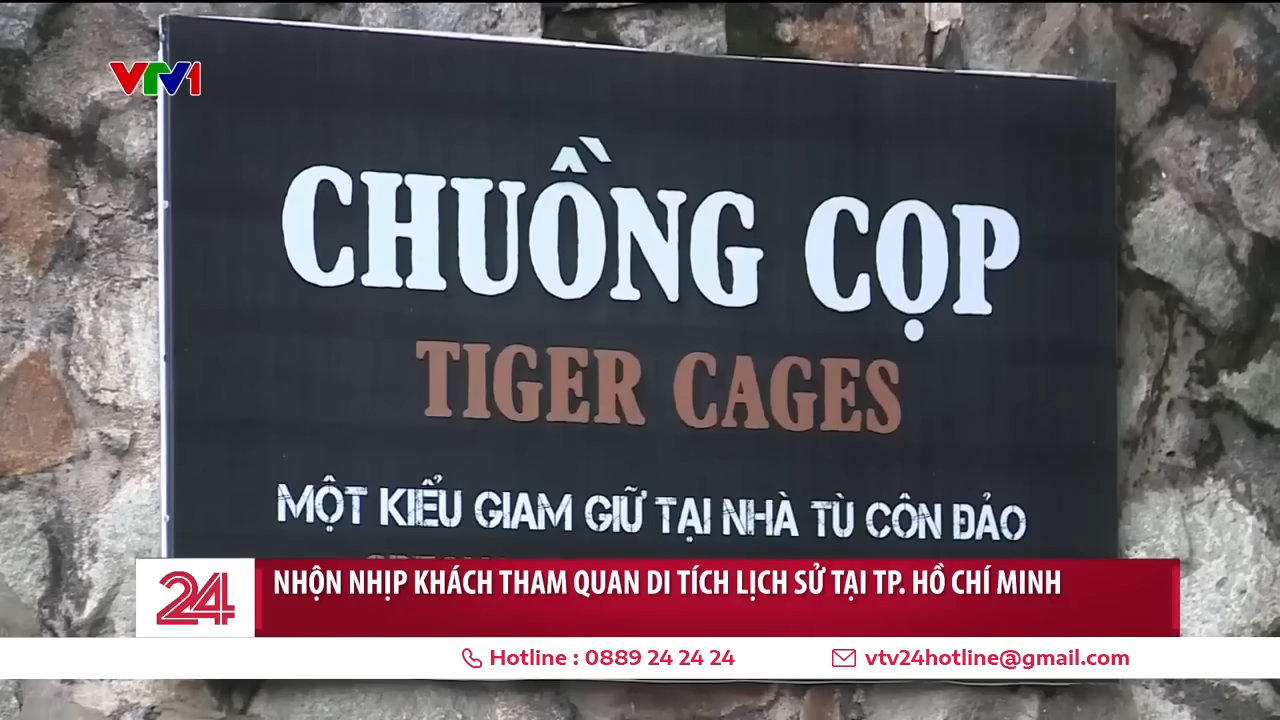 VTV1
CHUỒNG CỌP
TIGER CAGES
MỘT KIỂU GIAM GIỮ TẠI NHÀ TÙ CÔN ĐẢO
24
NHỘN NHỊP KHÁCH THAM QUAN DI TÍCH LỊCH SỬ TẠI TP. HỒ CHÍ MINH
Hotline : 0889 24 24 24
vtv24hotline@gmail.com